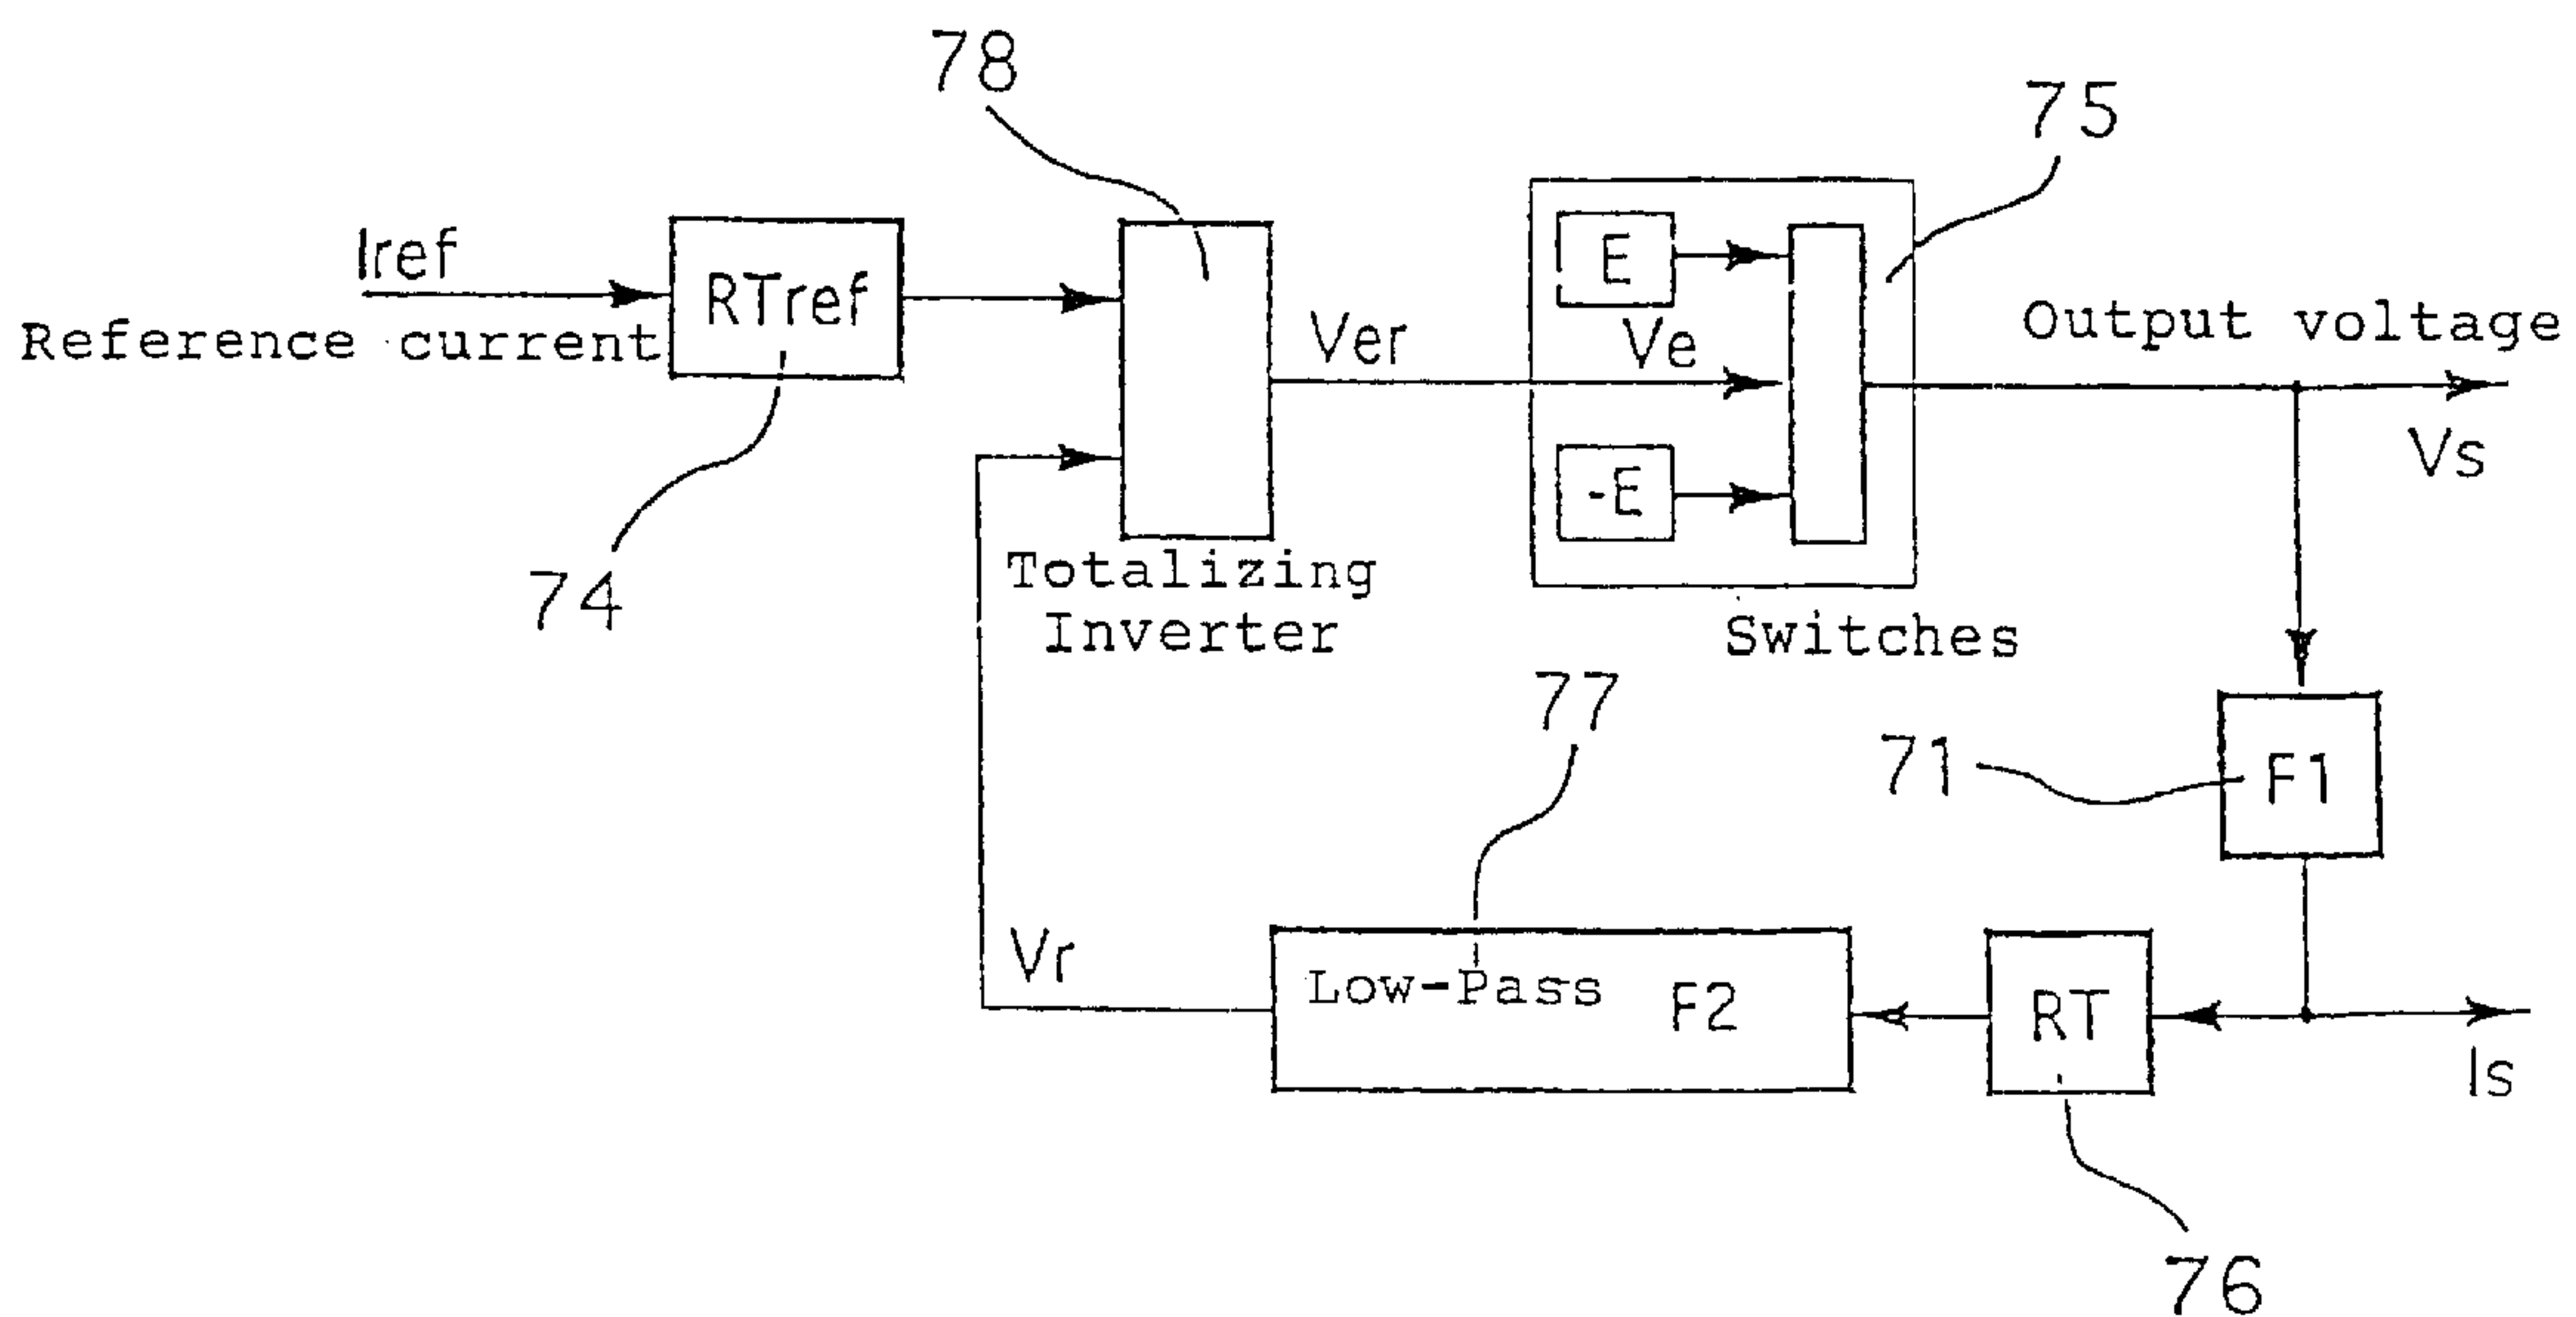 78
75
Iref
RTref
E
Reference current
Ver
Ve
Output voltage
Vs
-E
74
Totalizing
Inverter
Switches
77
71
F1
Vr
Low-Pass
F2
RT
Is
76